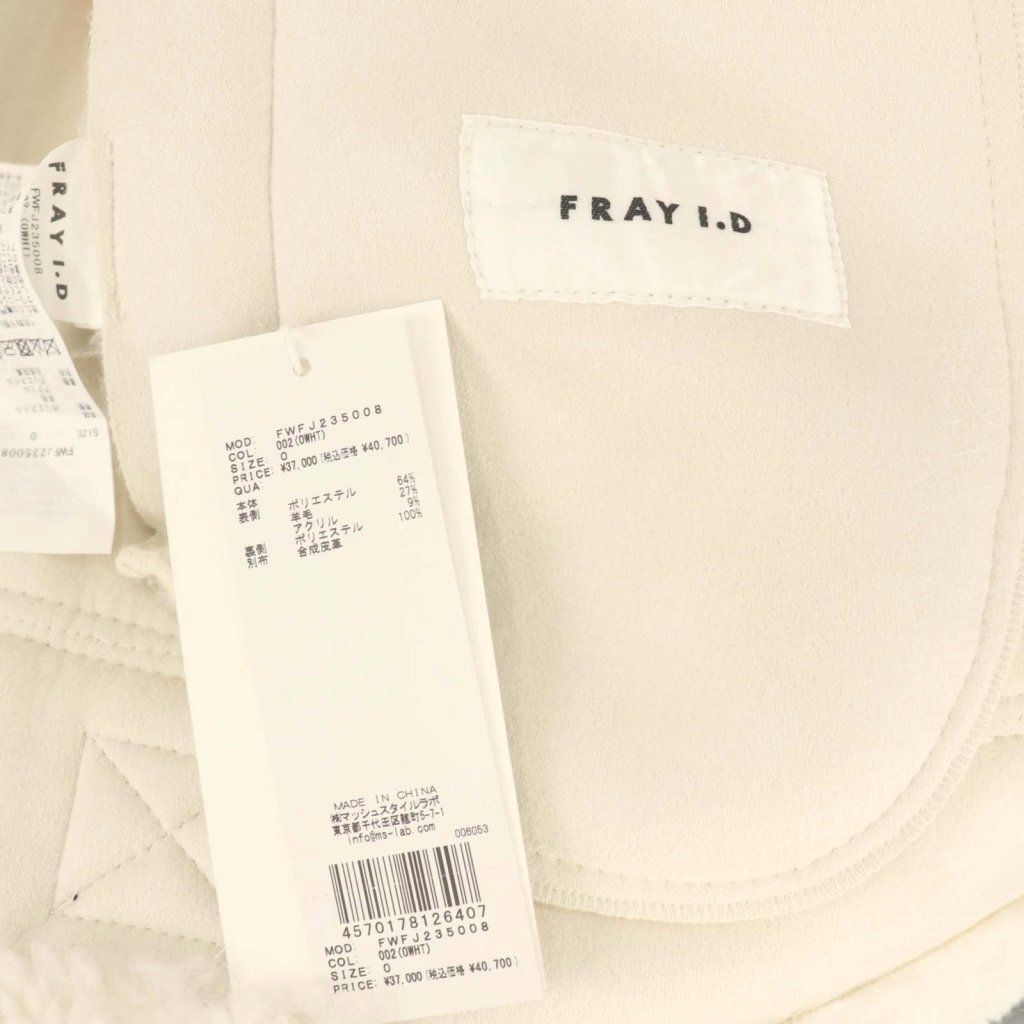 FRAY I.D
FRAY I.D
FWFJ235008
(OWHT)
SIZE 0
FWFJ235008
MOD: FWFJ235008
COL: 002(OWHT)
SIZE: 0
PRICE: ¥37,000(税込価格 ¥40,700)
QUA:
本体 ポリエステル 64%
表側 羊毛 27%
アクリル 9%
裏側 ポリエステル 100%
別布 合成皮革
MADE IN CHINA
㈱マッシュスタイルラボ
東京都千代田区麹町5-7-1
info@ms-lab.com
008053
4570178126407
MOD: FWFJ235008
COL: 002(OWHT)
SIZE: 0
PRICE: ¥37,000(税込価格 ¥40,700)